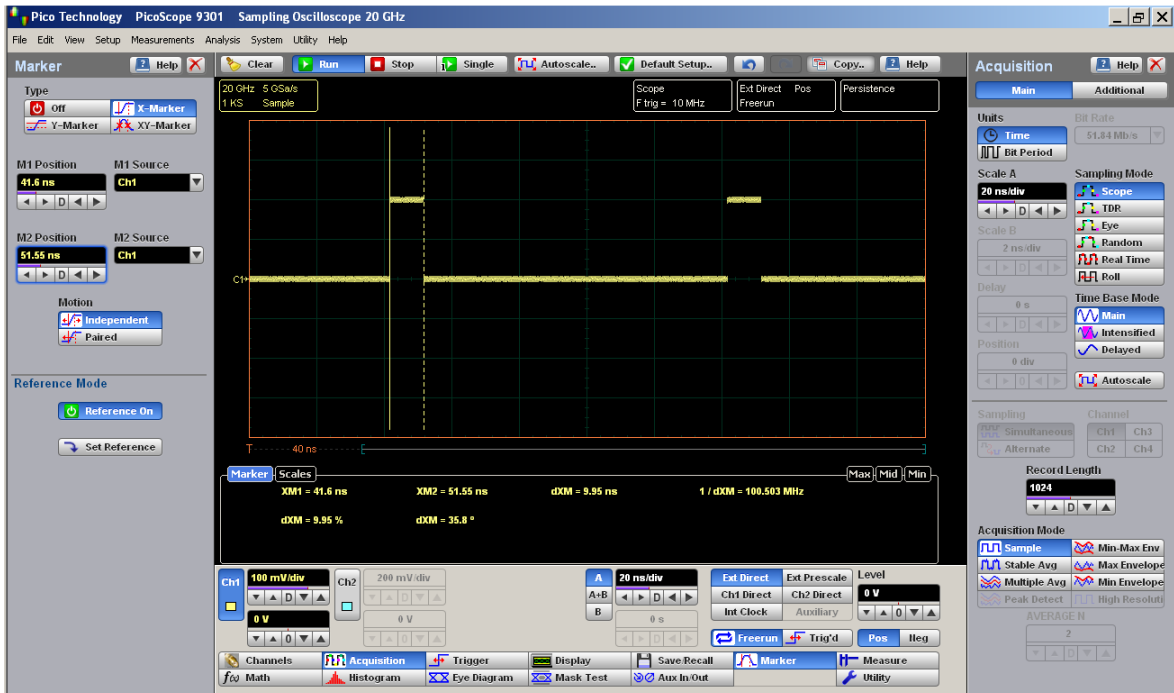 Pico Technology PicoScope 9301 Sampling Oscilloscope 20 GHz
File Edit View Setup Measurements Analysis System Utility Help
Marker Help
Type
Off X-Marker
Y-Marker XY-Marker
M1 Position M1 Source
41.6 ns Ch1
D
M2 Position M2 Source
51.55 ns Ch1
D
Motion
Independent
Paired
Reference Mode
Reference On
Set Reference
Clear Run Stop Single Autoscale.. Default Setup.. Copy.. Help
20 GHz 5 GSa/s
1 KS Sample
Scope
F trig = 10 MHz
Ext Direct Pos
Freerun
Persistence
C1
T 40 ns
Marker Scales Max Mid Min
XM1 = 41.6 ns XM2 = 51.55 ns dXM = 9.95 ns 1 / dXM = 100.503 MHz
dXM = 9.95 % dXM = 35.8 °
Ch1 100 mV/div Ch2 200 mV/div
D D
0 V 0 V
0 0
A 20 ns/div
A+B D
B 0 s
0
Ext Direct Ext Prescale Level
Ch1 Direct Ch2 Direct 0 V
Int Clock Auxiliary 0
Freerun Trig'd Pos Neg
Channels Acquisition Trigger Display Save/Recall Marker Measure
f(x) Math Histogram Eye Diagram Mask Test Aux In/Out Utility
Acquisition Help
Main Additional
Units Bit Rate
Time 51.84 Mb/s
Bit Period
Scale A Sampling Mode
20 ns/div Scope
D TDR
Scale B Eye
2 ns/div Random
D Real Time
Delay Roll
0 s Time Base Mode
0 Main
Position Intensified
0 div Delayed
0 Autoscale
Sampling Channel
Simultaneous Ch1 Ch3
Alternate Ch2 Ch4
Record Length
1024
D
Acquisition Mode
Sample Min-Max Env
Stable Avg Max Envelope
Multiple Avg Min Envelope
Peak Detect High Resoluti
AVERAGE N
2
D